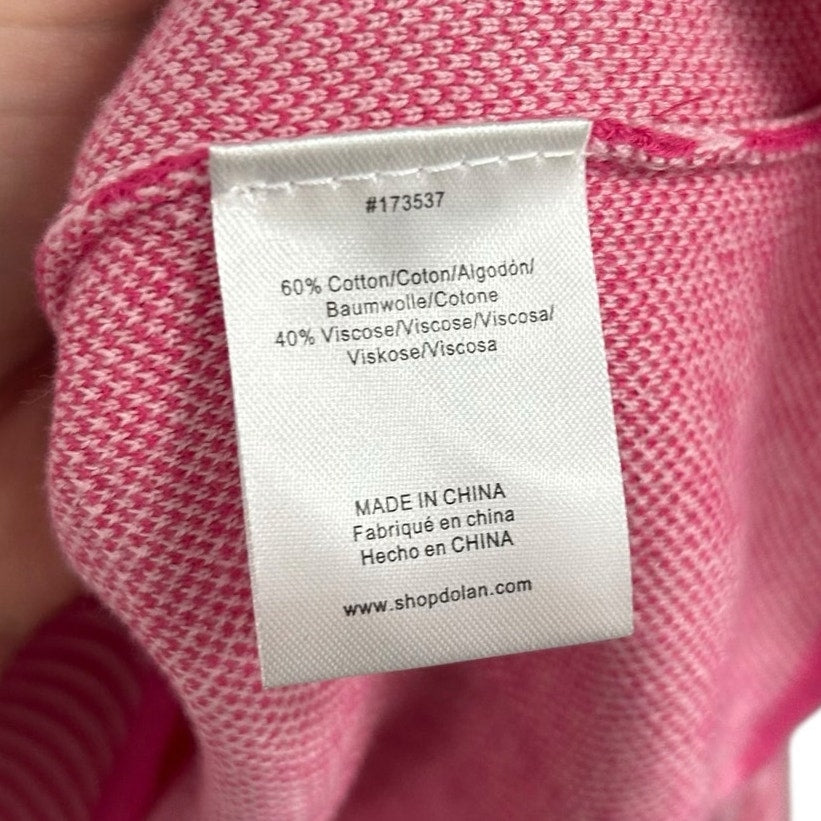 #173537
60% Cotton/Coton/Algodón/
Baumwolle/Cotone
40% Viscose/Viscose/Viscosa/
Viskose/Viscosa
MADE IN CHINA
Fabriqué en china
Hecho en CHINA
www.shopdolan.com